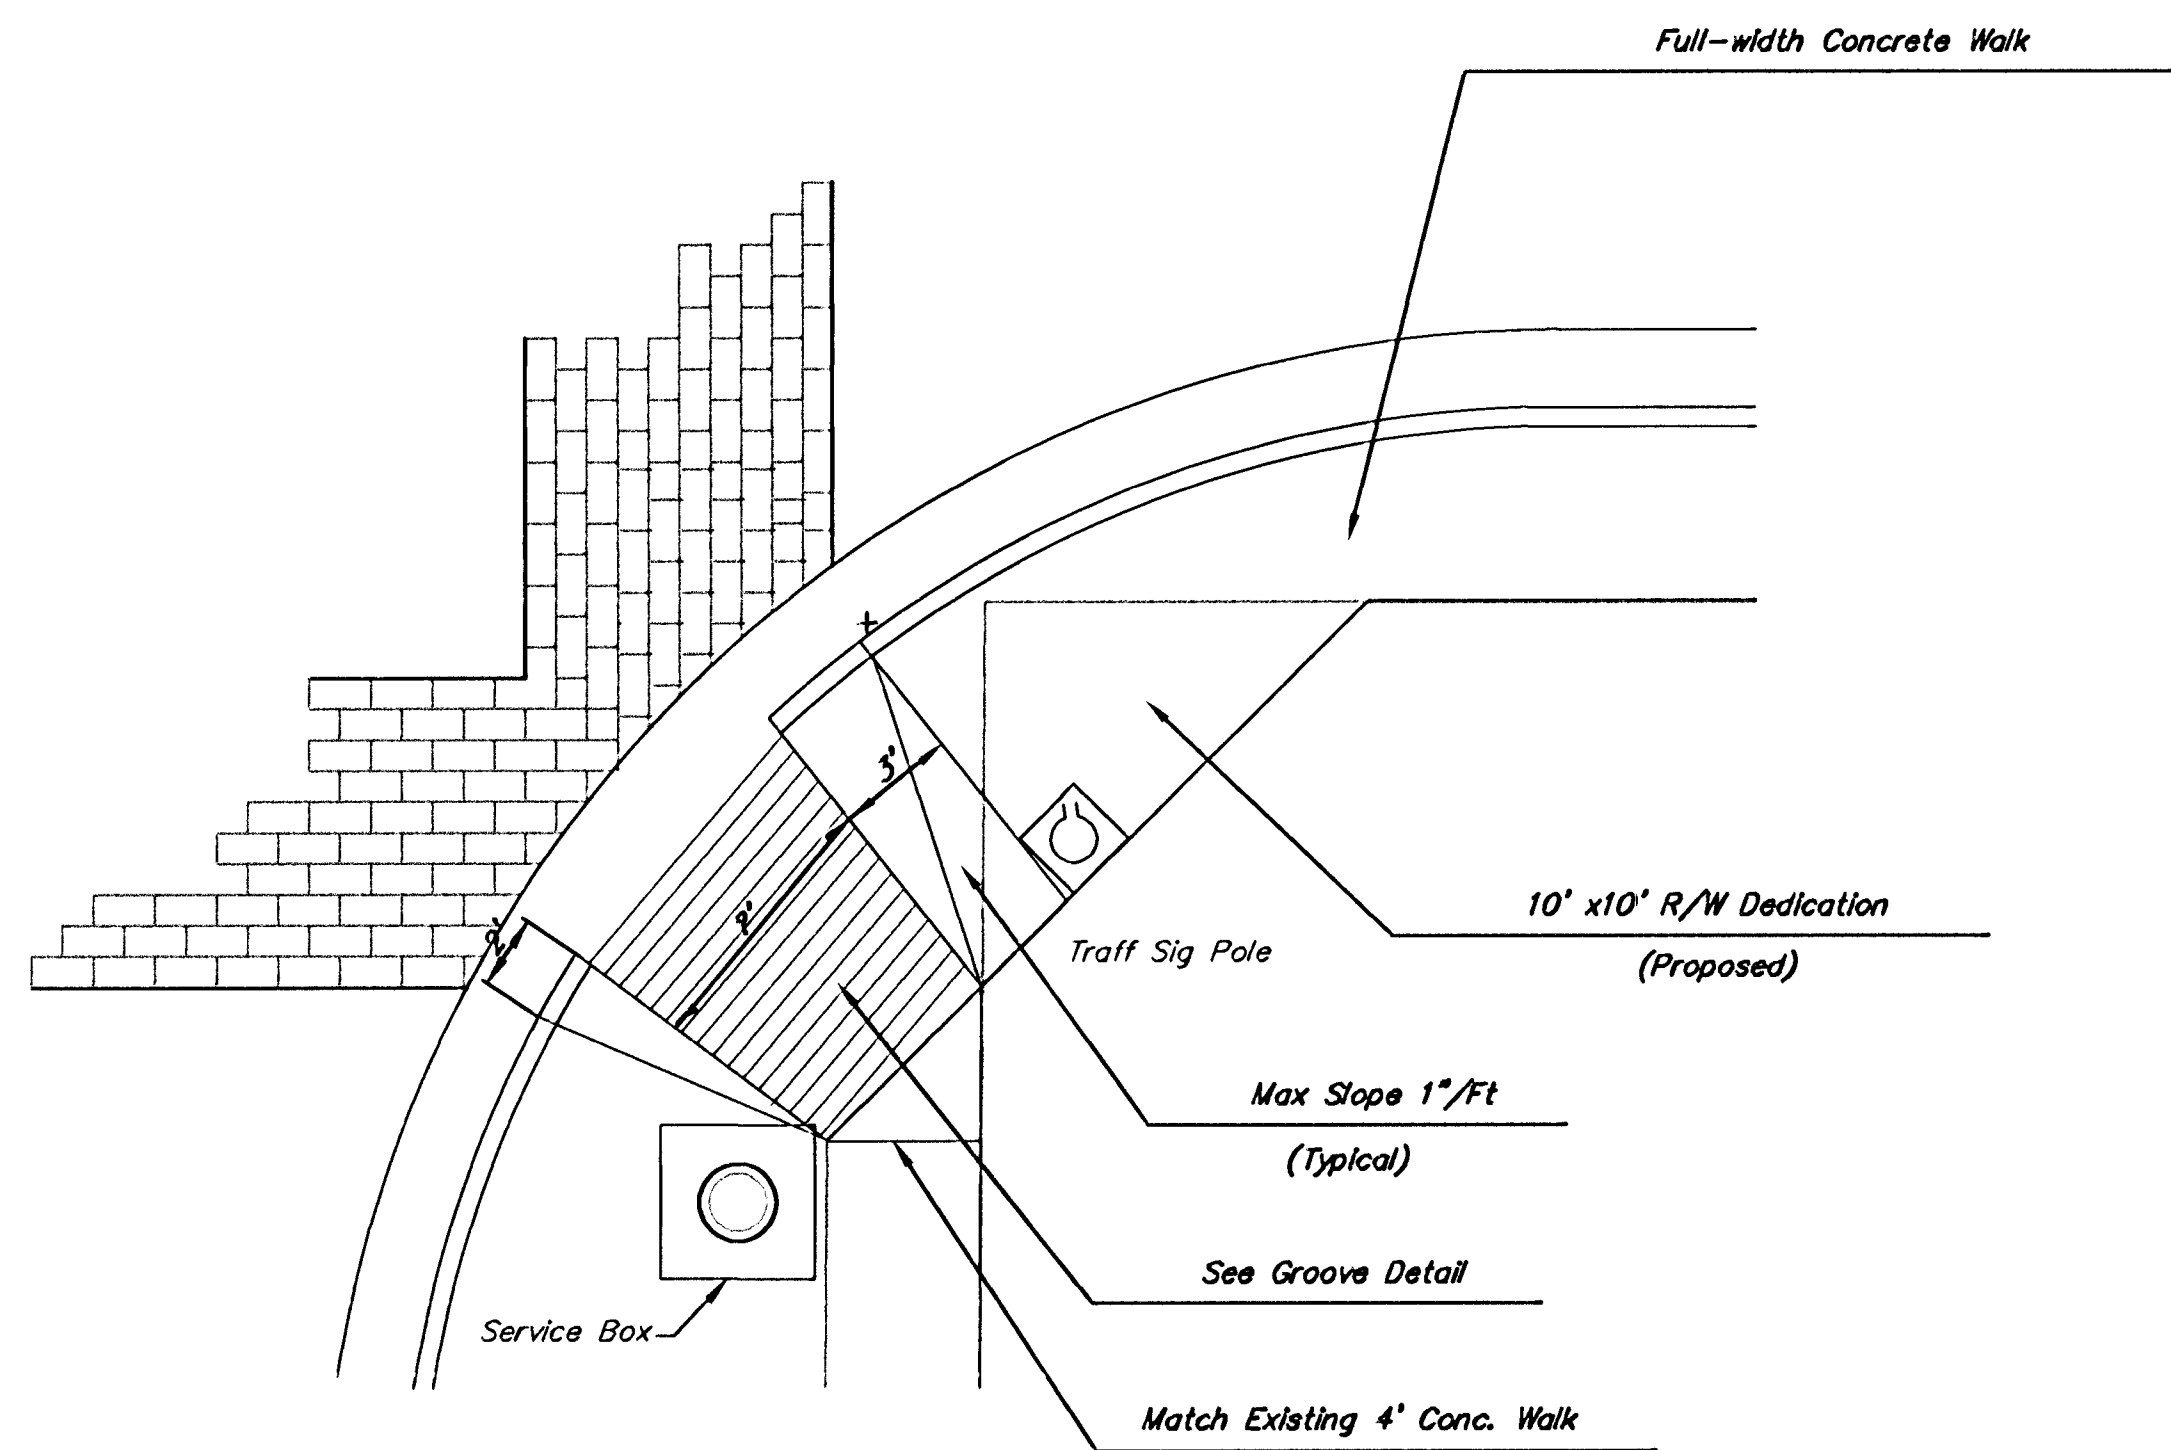 Full-width Concrete Walk
3'
10' x10' R/W Dedication
(Proposed)
2'
Traff Sig Pole
Max Slope 1"/Ft
(Typical)
See Groove Detail
Service Box
Match Existing 4' Conc. Walk